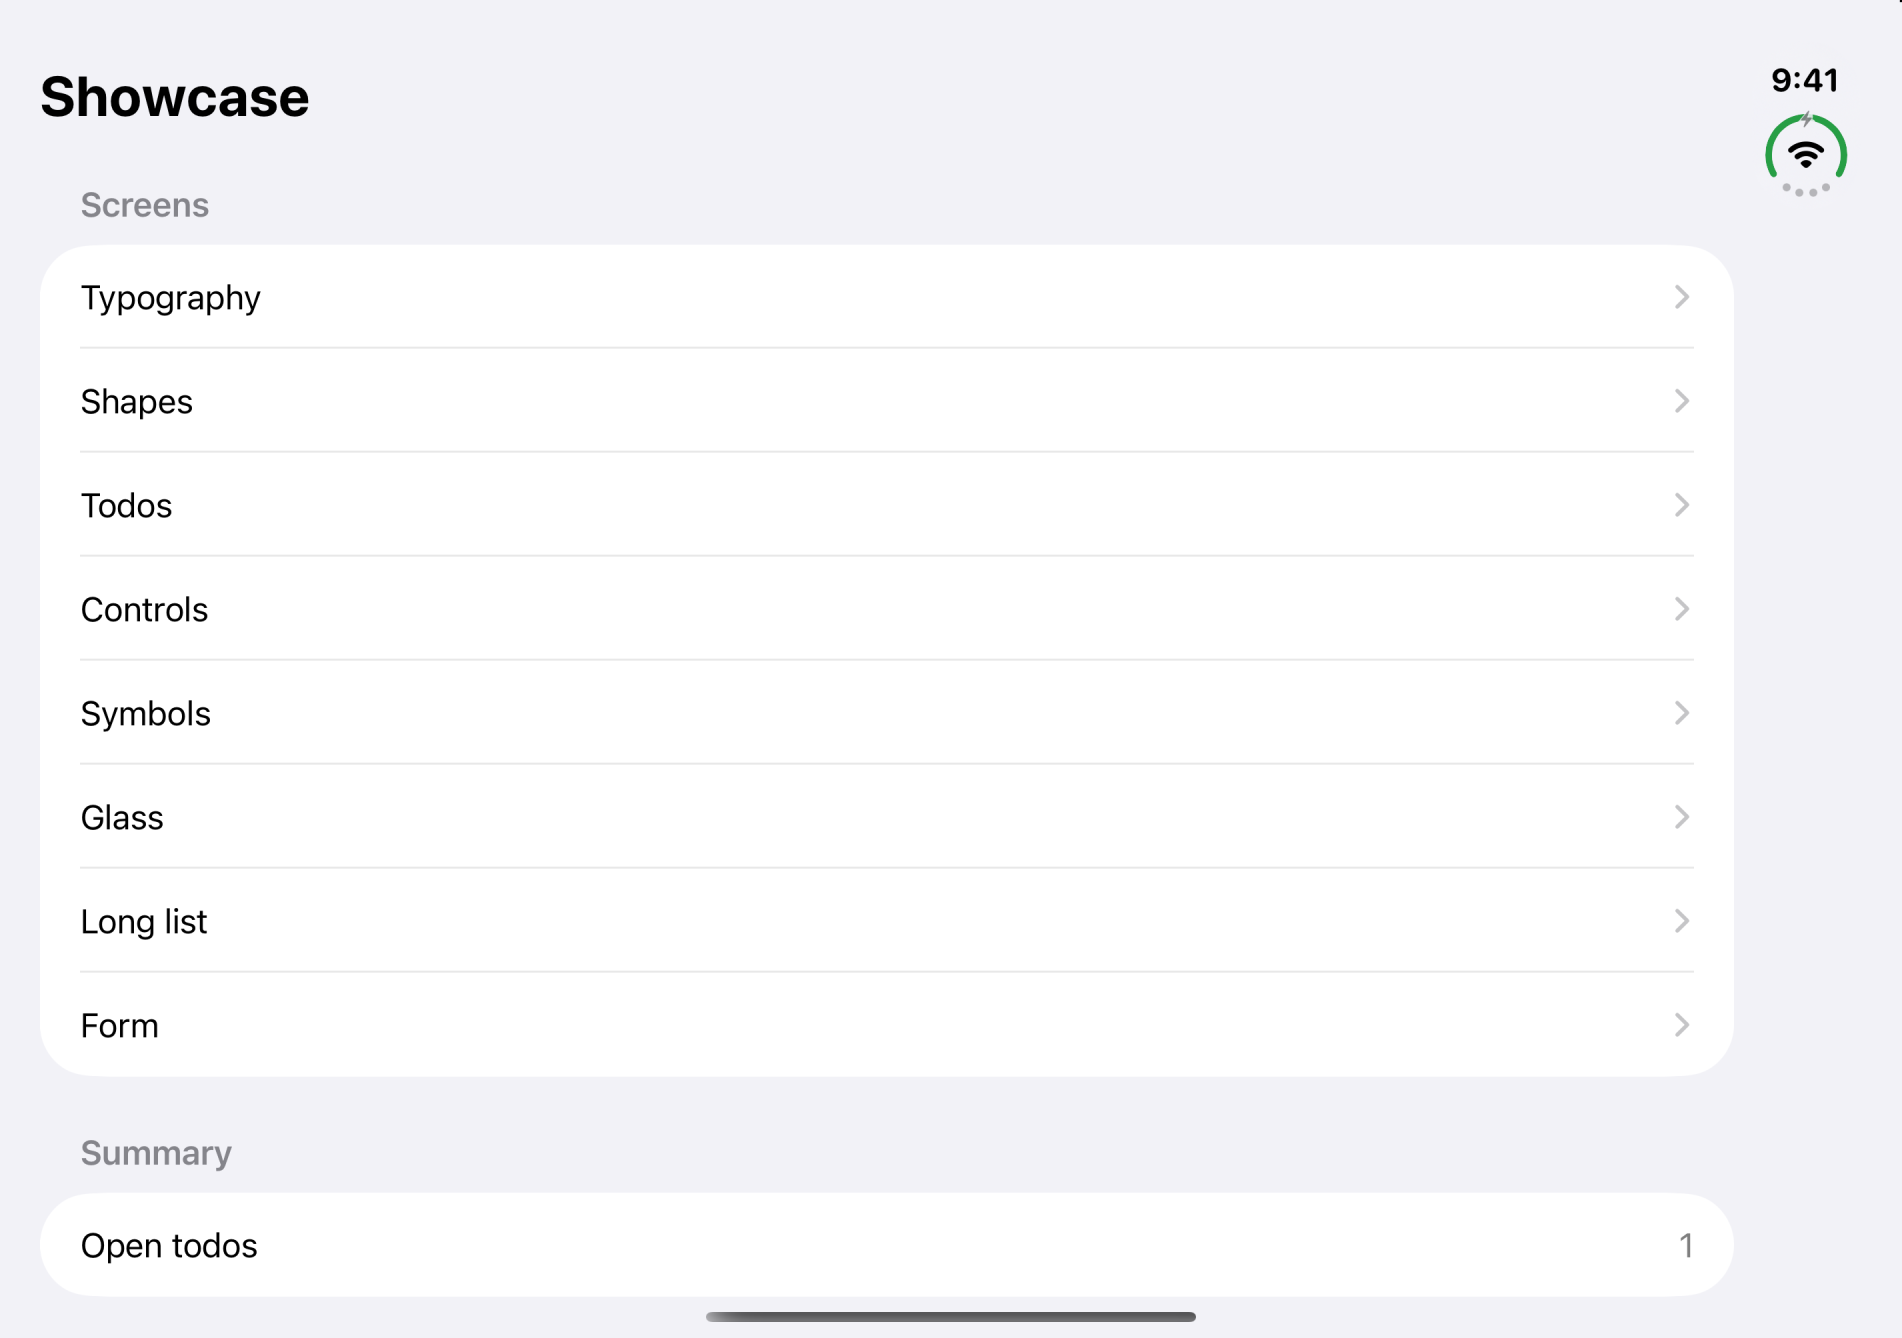 Showcase
9:41
Screens
Typography
Shapes
Todos
Controls
Symbols
Glass
Long list
Form
Summary
Open todos 1